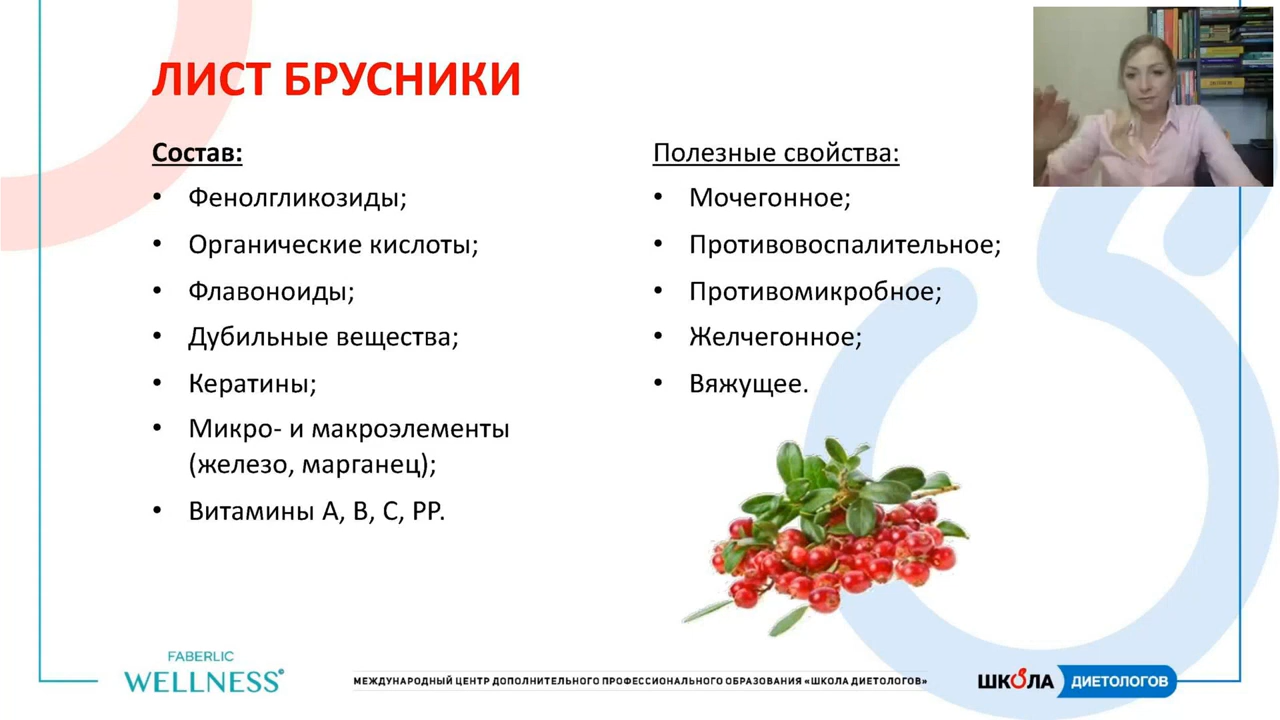 ЛИСТ БРУСНИКИ
Состав:
• Фенолгликозиды;
• Органические кислоты;
• Флавоноиды;
• Дубильные вещества;
• Кератины;
• Микро- и макроэлементы
(железо, марганец);
• Витамины А, В, С, РР.
Полезные свойства:
• Мочегонное;
• Противовоспалительное;
• Противомикробное;
• Желчегонное;
• Вяжущее.
FABERLIC
WELLNESS©
МЕЖДУНАРОДНЫЙ ЦЕНТР ДОПОЛНИТЕЛЬНОГО ПРОФЕССИОНАЛЬНОГО ОБРАЗОВАНИЯ «ШКОЛА ДИЕТОЛОГОВ»
ШКОЛА ДИЕТОЛОГОВ